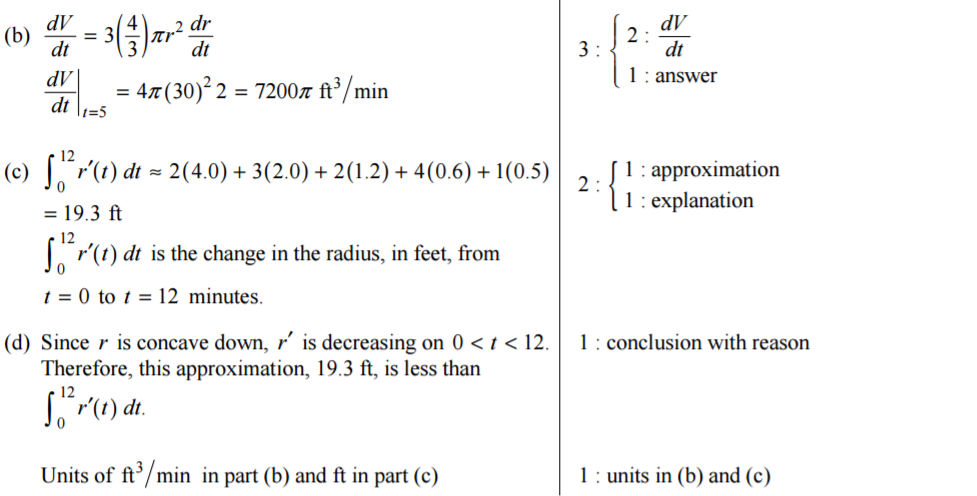 (b) dV/dt = 3(4/3)πr² dr/dt
dV/dt|ₜ₌₅ = 4π(30)² 2 = 7200π ft³/min
3 : { 2 : dV/dt
1 : answer
(c) ∫₀¹² r′(t) dt ≈ 2(4.0) + 3(2.0) + 2(1.2) + 4(0.6) + 1(0.5)
= 19.3 ft
∫₀¹² r′(t) dt is the change in the radius, in feet, from
t = 0 to t = 12 minutes.
2 : { 1 : approximation
1 : explanation
(d) Since r is concave down, r′ is decreasing on 0 < t < 12.
Therefore, this approximation, 19.3 ft, is less than
∫₀¹² r′(t) dt.
1 : conclusion with reason
Units of ft³/min in part (b) and ft in part (c)
1 : units in (b) and (c)